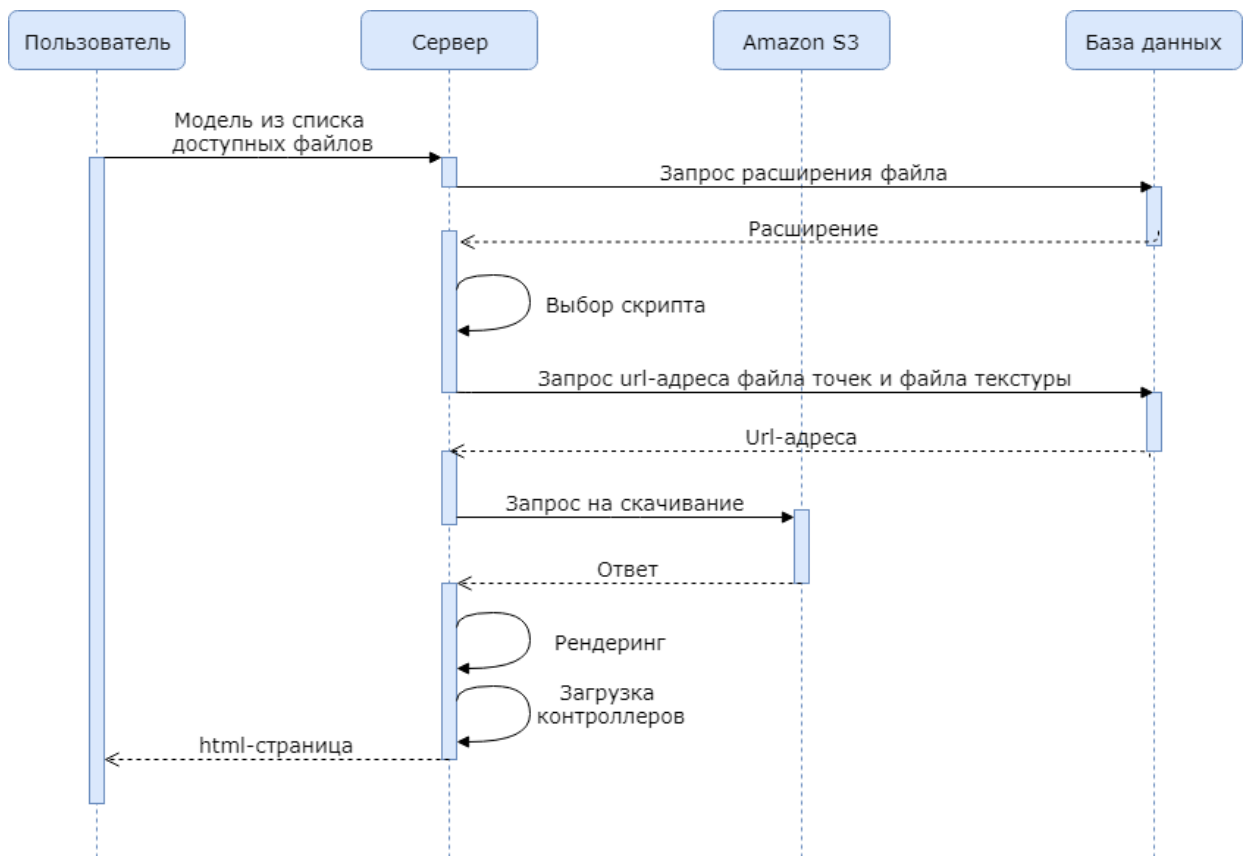 Пользователь
Сервер
Amazon S3
База данных
Модель из списка
доступных файлов
Запрос расширения файла
Расширение
Выбор скрипта
Запрос url-адреса файла точек и файла текстуры
Url-адреса
Запрос на скачивание
Ответ
Рендеринг
Загрузка
контроллеров
html-страница